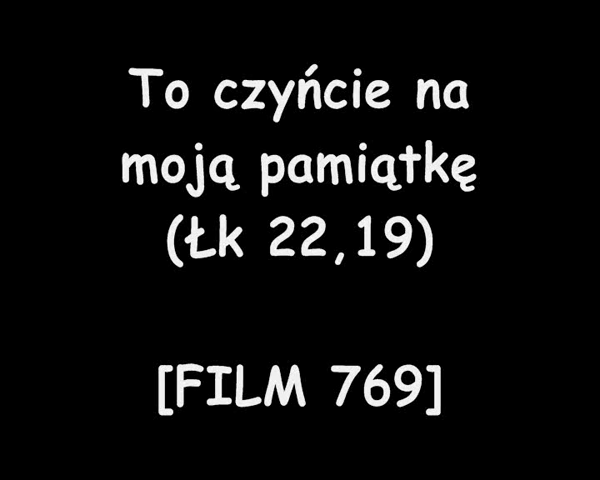 To czyńcie na
moją pamiątkę
(Łk 22,19)
[FILM 769]